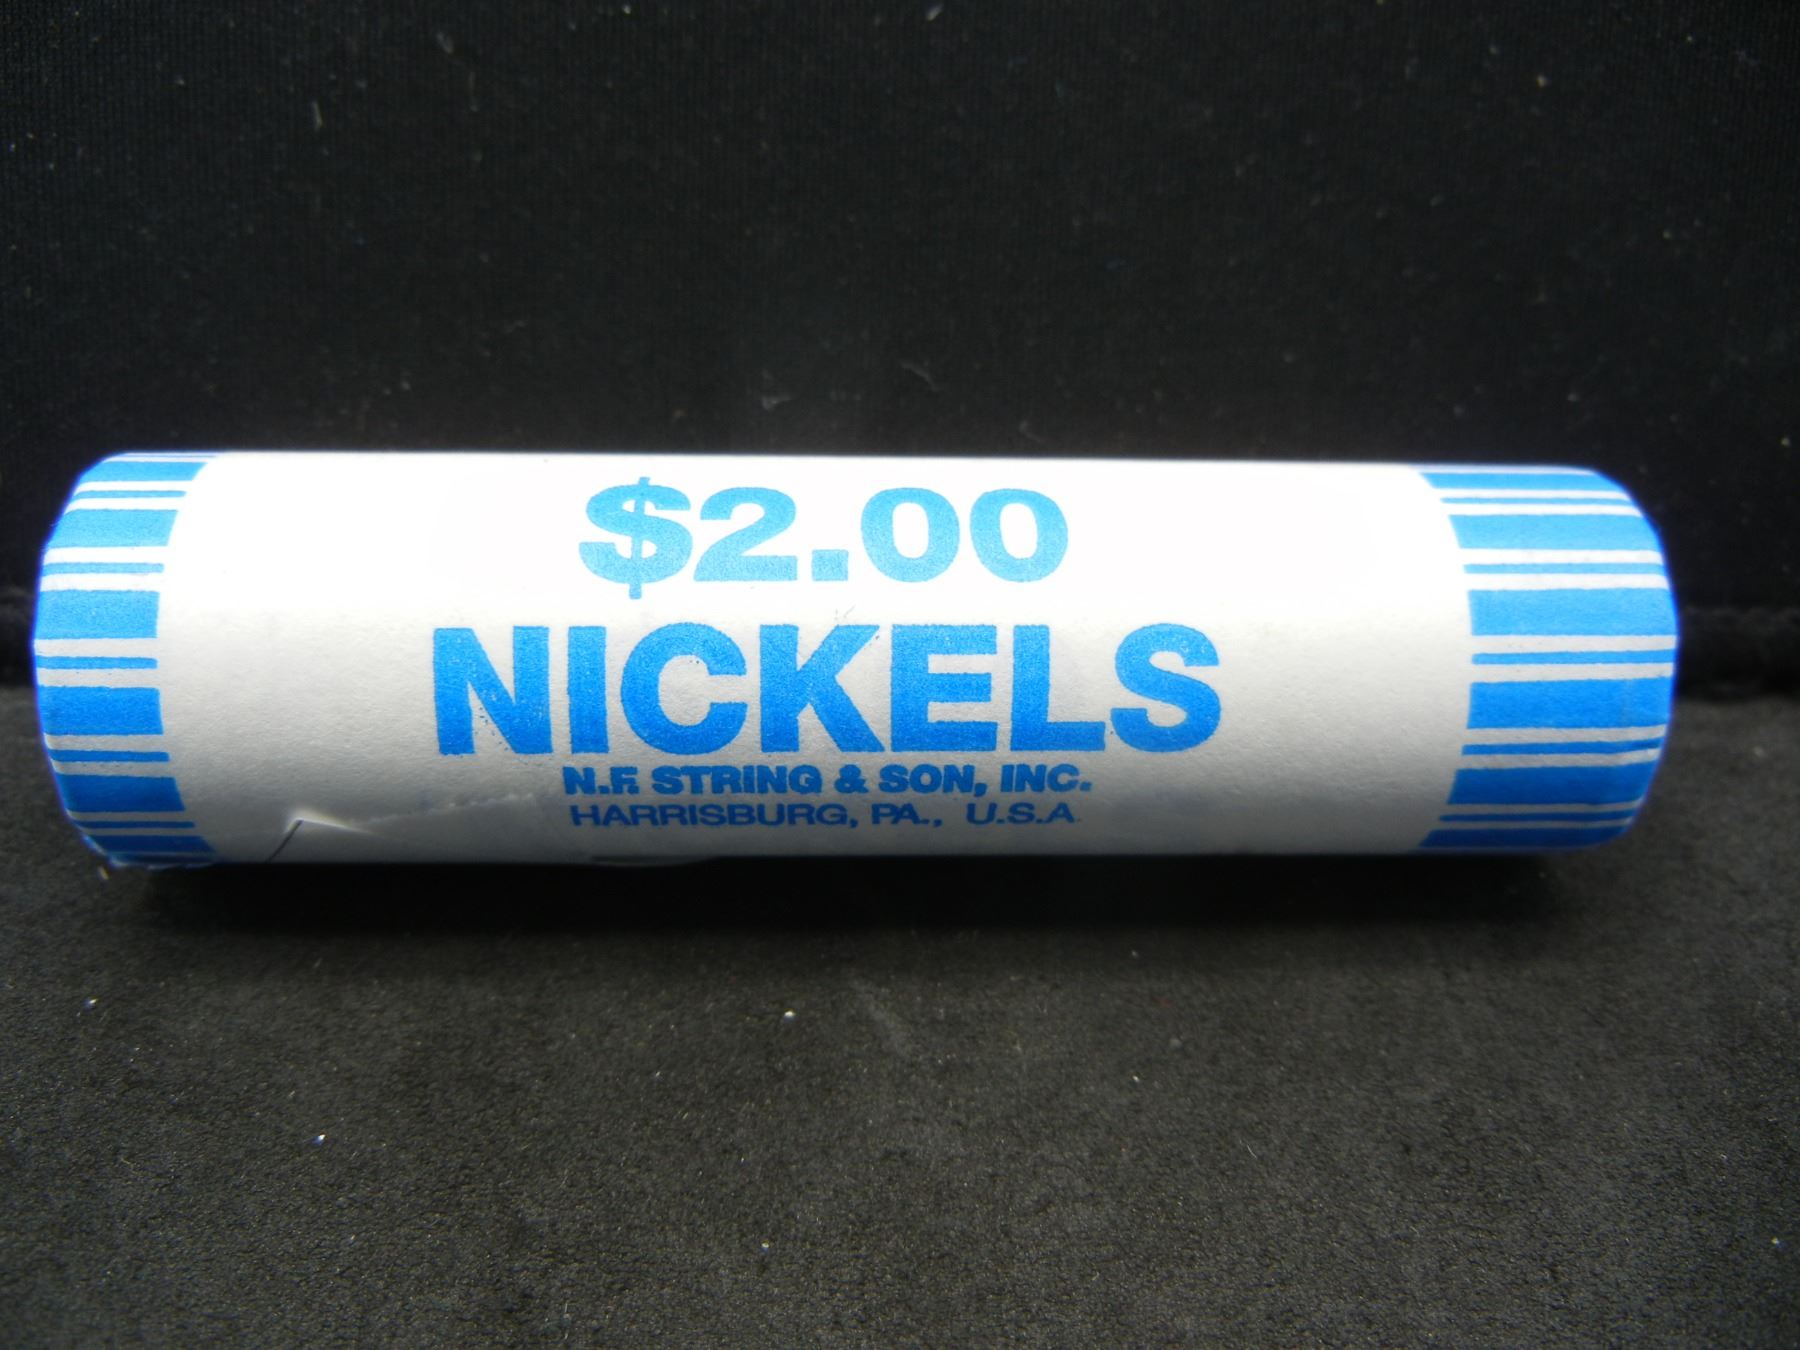 $2.00
NICKELS
N.F. STRING & SON, INC.
HARRISBURG, PA., U.S.A